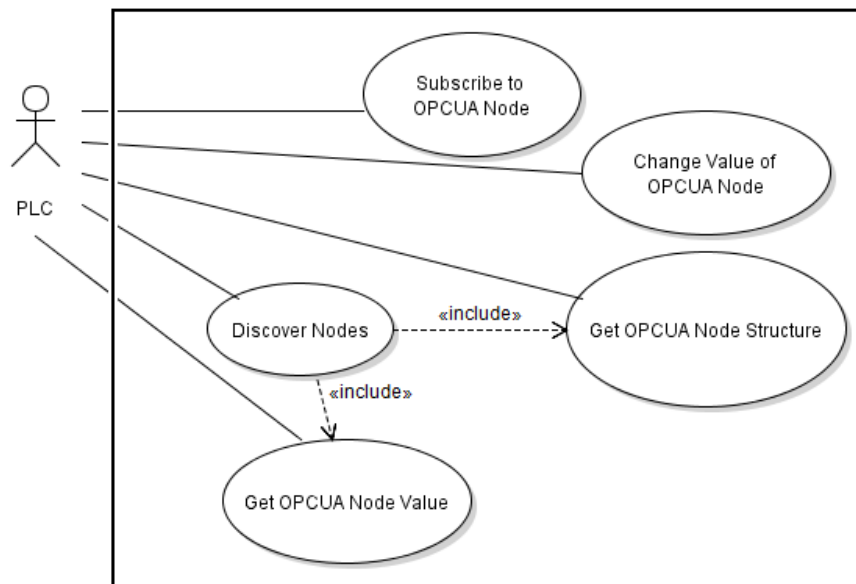 Subscribe to
OPCUA Node
Change Value of
OPCUA Node
PLC
«include»
Discover Nodes
Get OPCUA Node Structure
«include»
Get OPCUA Node Value